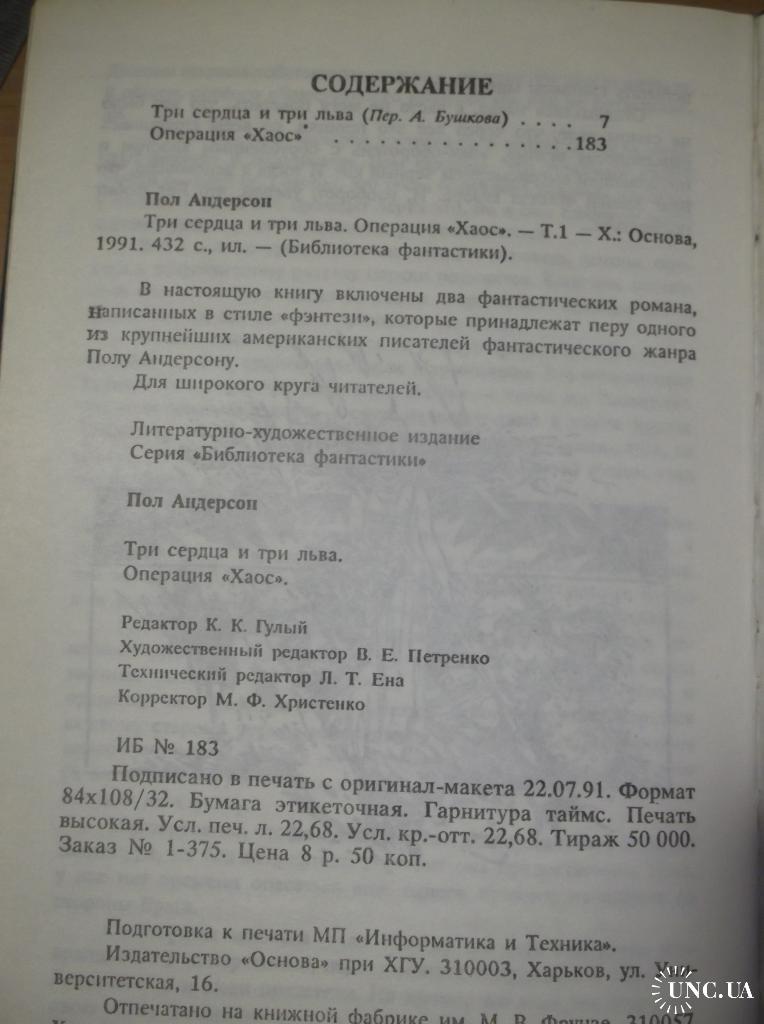 СОДЕРЖАНИЕ
Три сердца и три льва (Пер. А. Бушкова) . . . . 7
Операция «Хаос» . . . . . . . . . . . . . . . . . 183
Пол Андерсон
Три сердца и три льва. Операция «Хаос». — Т.1 — Х.: Основа,
1991. 432 с., ил. — (Библиотека фантастики).
В настоящую книгу включены два фантастических романа,
написанных в стиле «фэнтези», которые принадлежат перу одного
из крупнейших американских писателей фантастического жанра
Полу Андерсону.
Для широкого круга читателей.
Литературно-художественное издание
Серия «Библиотека фантастики»
Пол Андерсон
Три сердца и три льва.
Операция «Хаос».
Редактор К. К. Гулый
Художественный редактор В. Е. Петренко
Технический редактор Л. Т. Ена
Корректор М. Ф. Христенко
ИБ № 183
Подписано в печать с оригинал-макета 22.07.91. Формат
84x108/32. Бумага этикеточная. Гарнитура таймс. Печать
высокая. Усл. печ. л. 22,68. Усл. кр.-отт. 22,68. Тираж 50 000.
Заказ № 1-375. Цена 8 р. 50 коп.
Подготовка к печати МП «Информатика и Техника».
Издательство «Основа» при ХГУ. 310003, Харьков, ул. Уни-
верситетская, 16.
Отпечатано на книжной фабрике им. М. В. Фрунзе, 310057,
UNC.UA